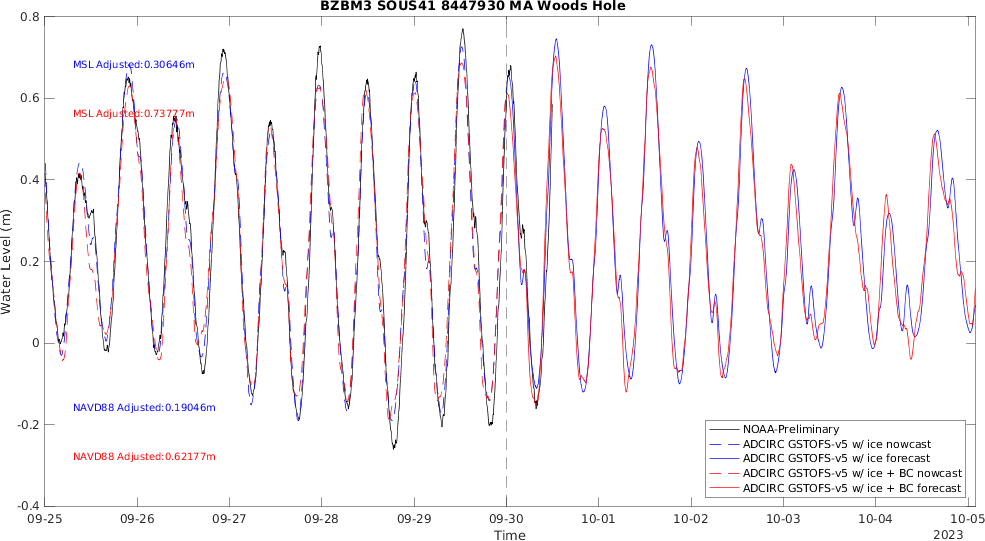 BZBM3 SOUS41 8447930 MA Woods Hole
0.8
0.6
0.4
0.2
0
-0.2
-0.4
Water Level (m)
MSL Adjusted:0.30646m
MSL Adjusted:0.73777m
NAVD88 Adjusted:0.19046m
NAVD88 Adjusted:0.62177m
NOAA-Preliminary
ADCIRC GSTOFS-v5 w/ ice nowcast
ADCIRC GSTOFS-v5 w/ ice forecast
ADCIRC GSTOFS-v5 w/ ice + BC nowcast
ADCIRC GSTOFS-v5 w/ ice + BC forecast
09-25 09-26 09-27 09-28 09-29 09-30 10-01 10-02 10-03 10-04 10-05
2023
Time